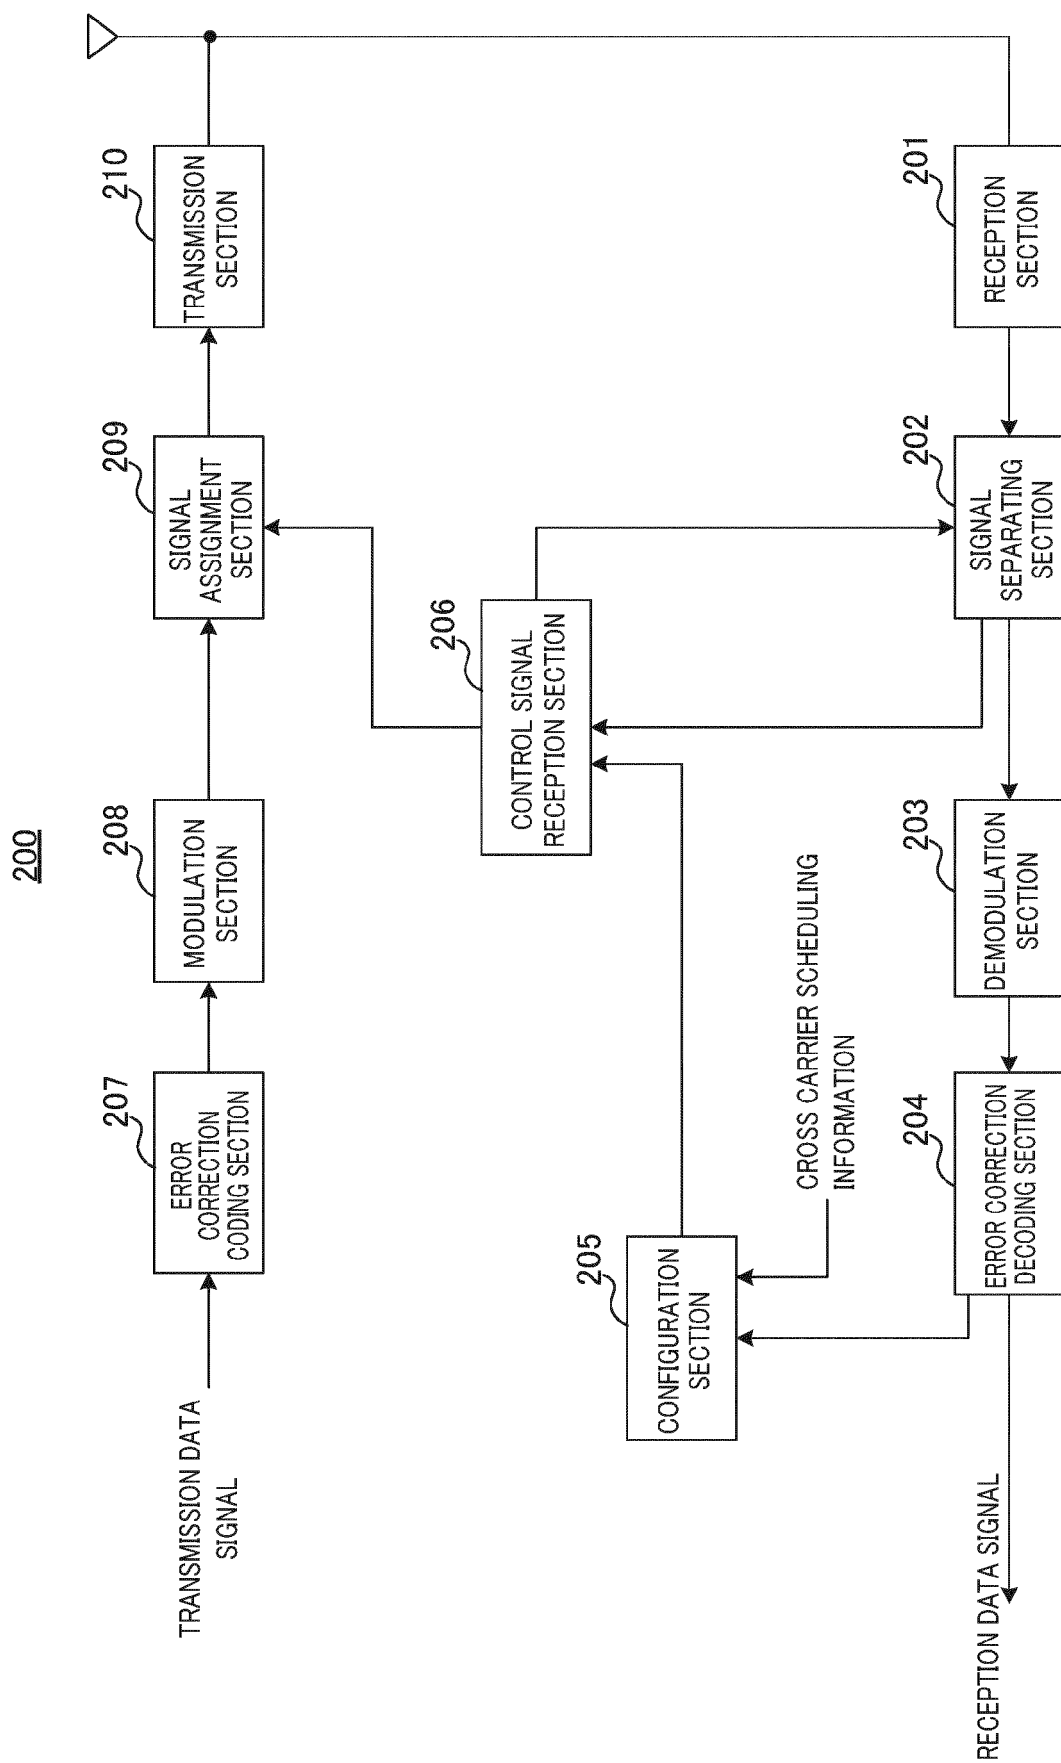 200
TRANSMISSION DATA
SIGNAL
207
ERROR
CORRECTION
CODING SECTION
208
MODULATION
SECTION
209
SIGNAL
ASSIGNMENT
SECTION
210
TRANSMISSION
SECTION
206
CONTROL SIGNAL
RECEPTION SECTION
205
CONFIGURATION
SECTION
CROSS CARRIER SCHEDULING
INFORMATION
RECEPTION DATA SIGNAL
204
ERROR CORRECTION
DECODING SECTION
203
DEMODULATION
SECTION
202
SIGNAL
SEPARATING
SECTION
201
RECEPTION
SECTION